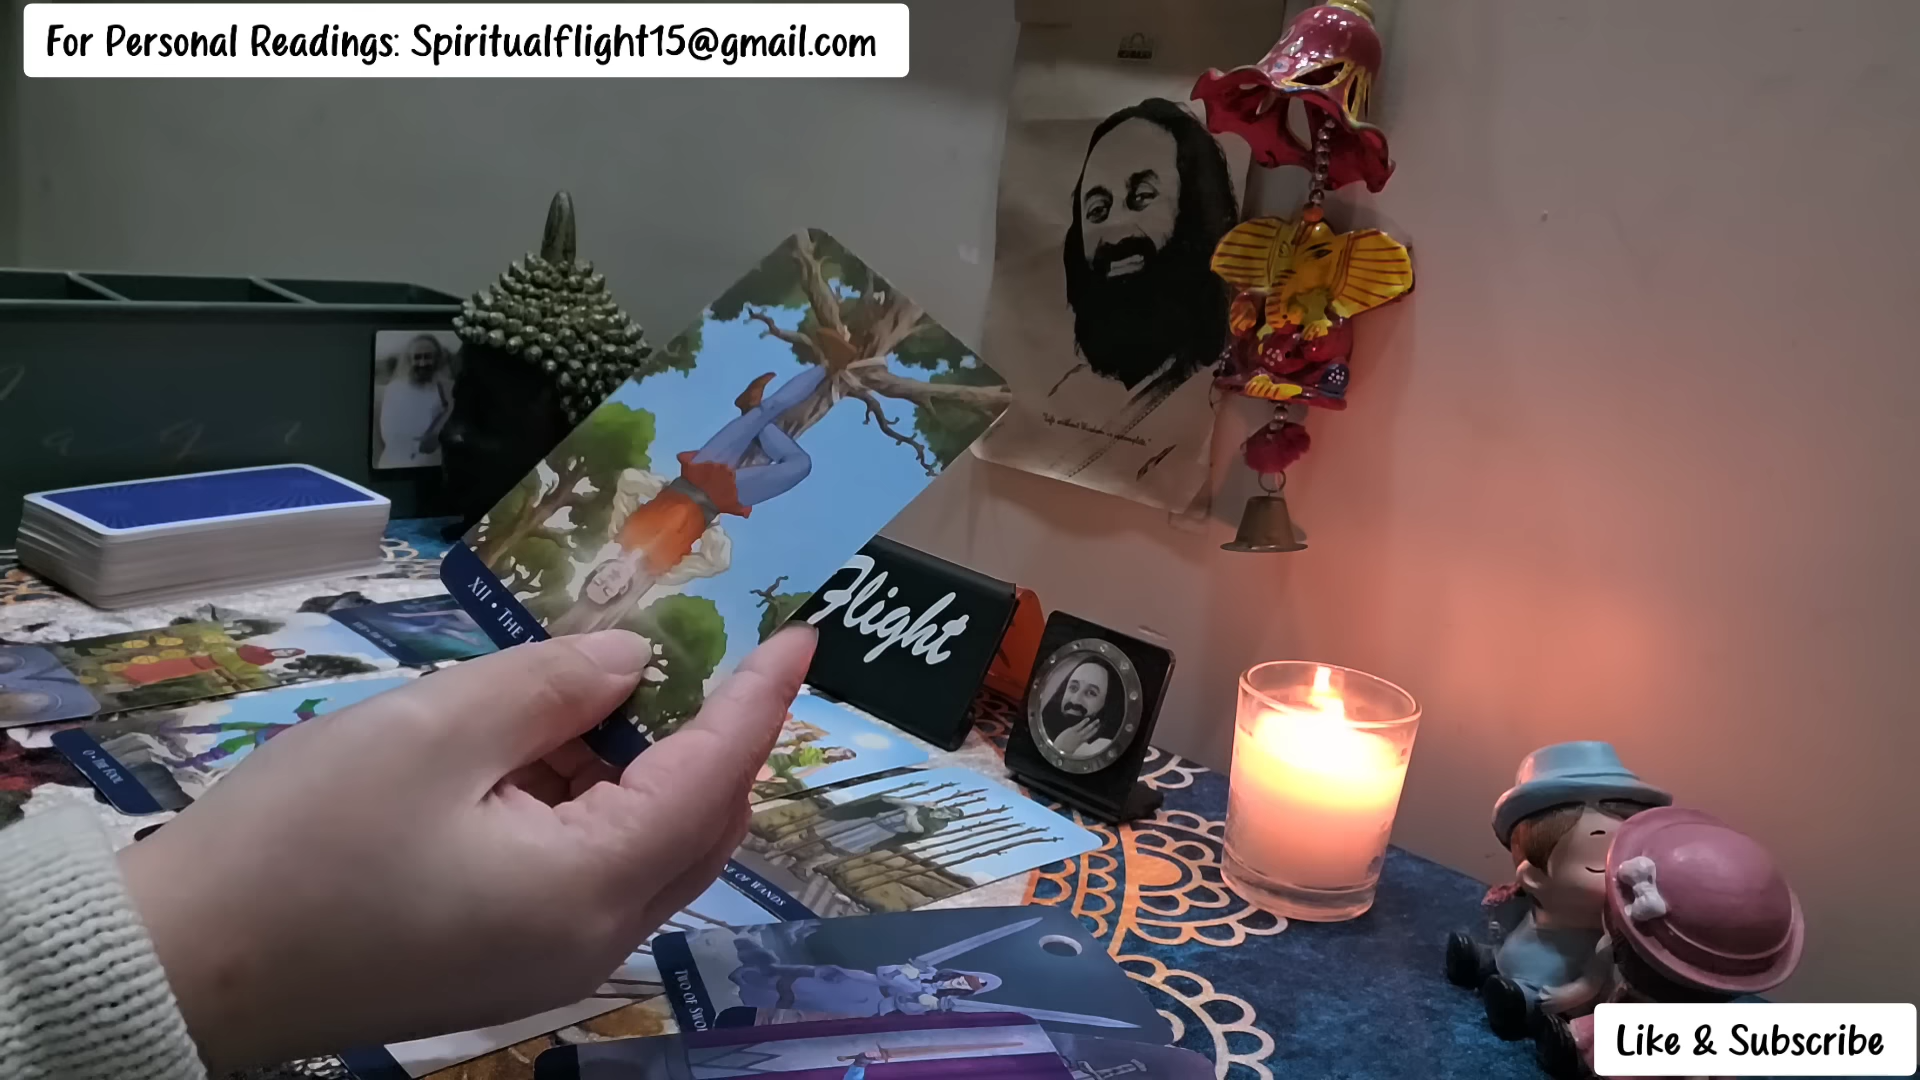 For Personal Readings: Spiritualflight15@gmail.com
XII • THE
Flight
0 • THE FOOL
NE OF WANDS
TWO OF SWO
Like & Subscribe